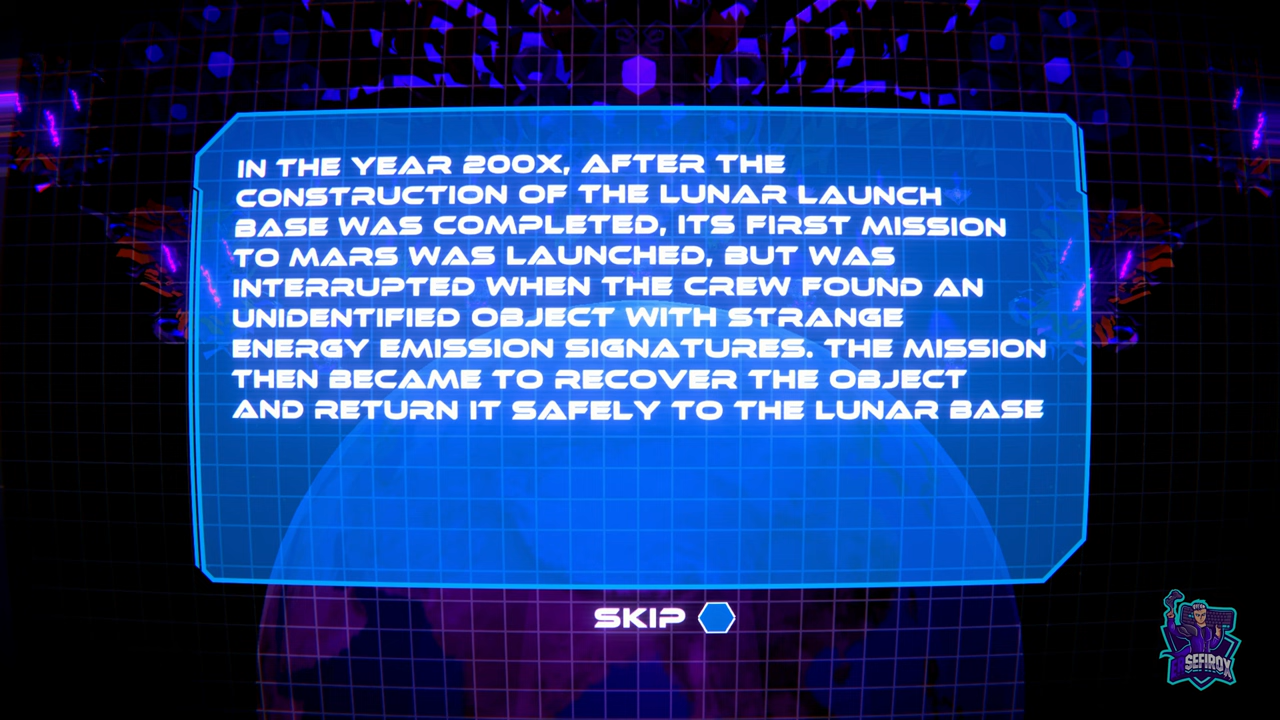 IN THE YEAR 200X, AFTER THE
CONSTRUCTION OF THE LUNAR LAUNCH
BASE WAS COMPLETED, ITS FIRST MISSION
TO MARS WAS LAUNCHED, BUT WAS
INTERRUPTED WHEN THE CREW FOUND AN
UNIDENTIFIED OBJECT WITH STRANGE
ENERGY EMISSION SIGNATURES. THE MISSION
THEN BECAME TO RECOVER THE OBJECT
AND RETURN IT SAFELY TO THE LUNAR BASE
SKIP
SEFIROX